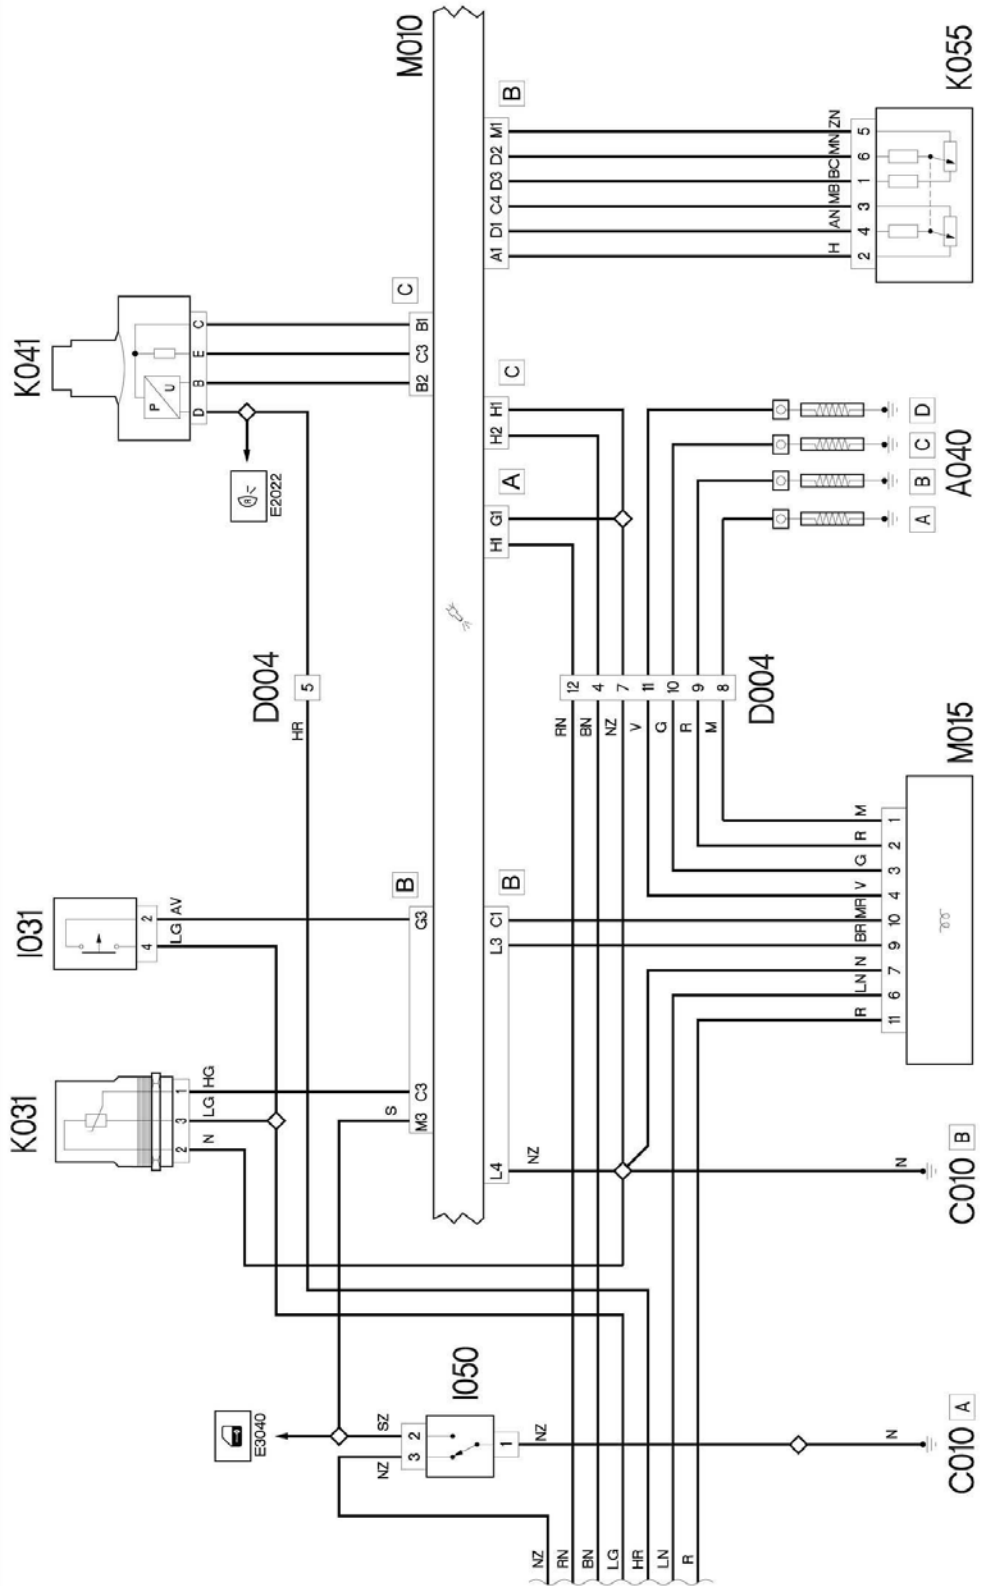 K041
P
U
D B E C
E2022
M010
C
B2 C3 B1
B
A1 D1 C4 D3 D2 M1
H AN MB BC MN ZN
2 4 3 1 6 5
K055
C
H2 H1
A
H1 G1
D004
5
HR
12 4 7 11 10 9 8
RN BN NZ V G R M
D004
A B C D
A040
I031
4 2
LG AV
B
G3
B
L3 C1
K031
2 3 1
N LG HG
S
M3 C3
L4
NZ
R LN N BR MR V G R M
11 6 7 9 10 4 3 2 1
M015
N
C010 B
E3040
SZ
NZ
3 2
1
I050
NZ
N
C010 A
NZ
RN
BN
LG
HR
LN
R